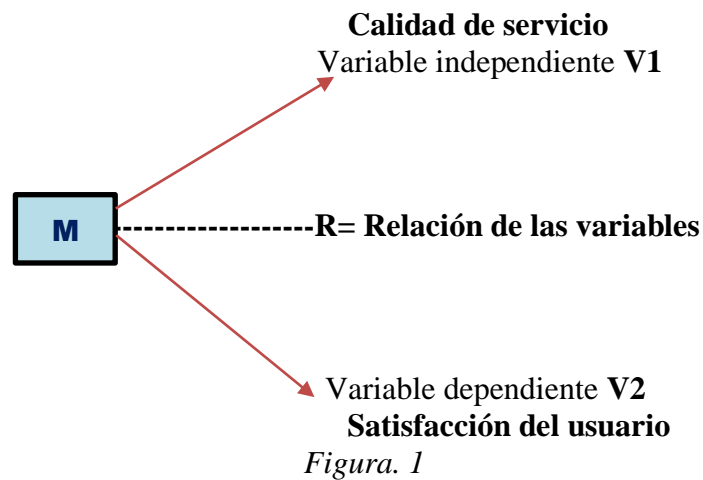 Calidad de servicio
Variable independiente V1
M
R= Relación de las variables
Variable dependiente V2
Satisfacción del usuario
Figura. 1